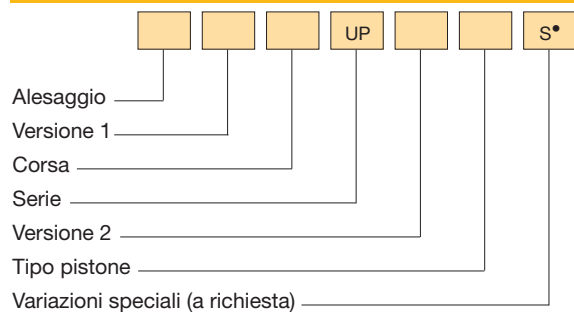 UP S•
Alesaggio
Versione 1
Corsa
Serie
Versione 2
Tipo pistone
Variazioni speciali (a richiesta)